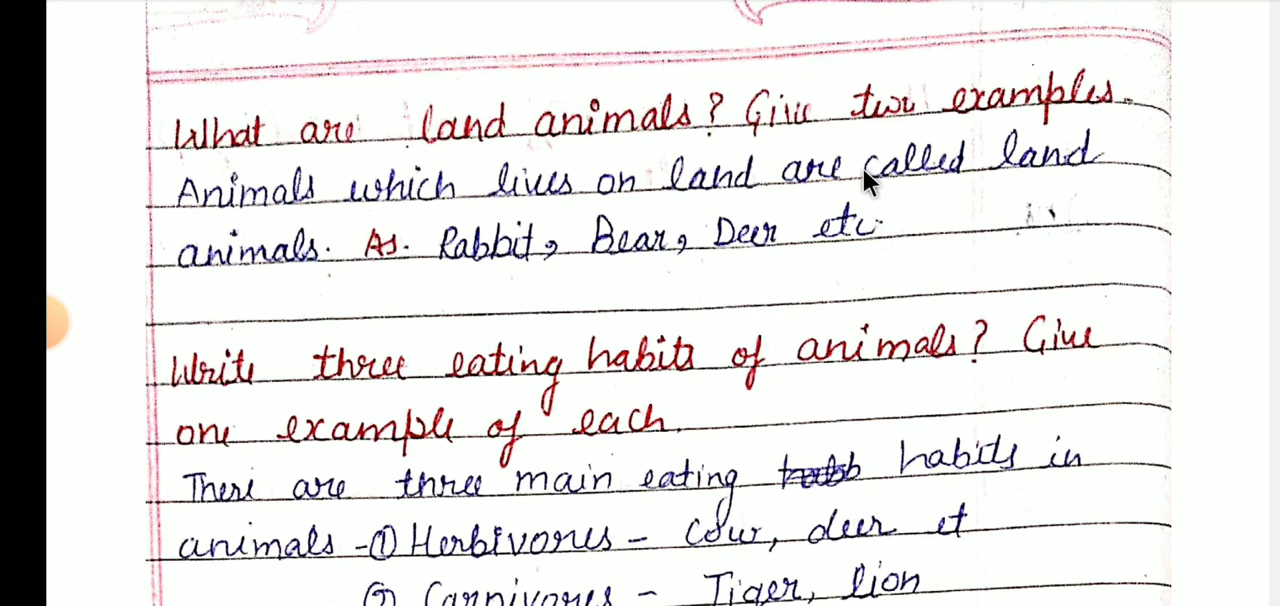 What are land animals? Give two examples.
Animals which lives on land are called land
animals. As. Rabbit, Bear, Deer etc.
Write three eating habits of animals? Give
one example of each.
There are three main eating habits in
animals - ① Herbivores - Cow, deer et
② Carnivores - Tiger, lion